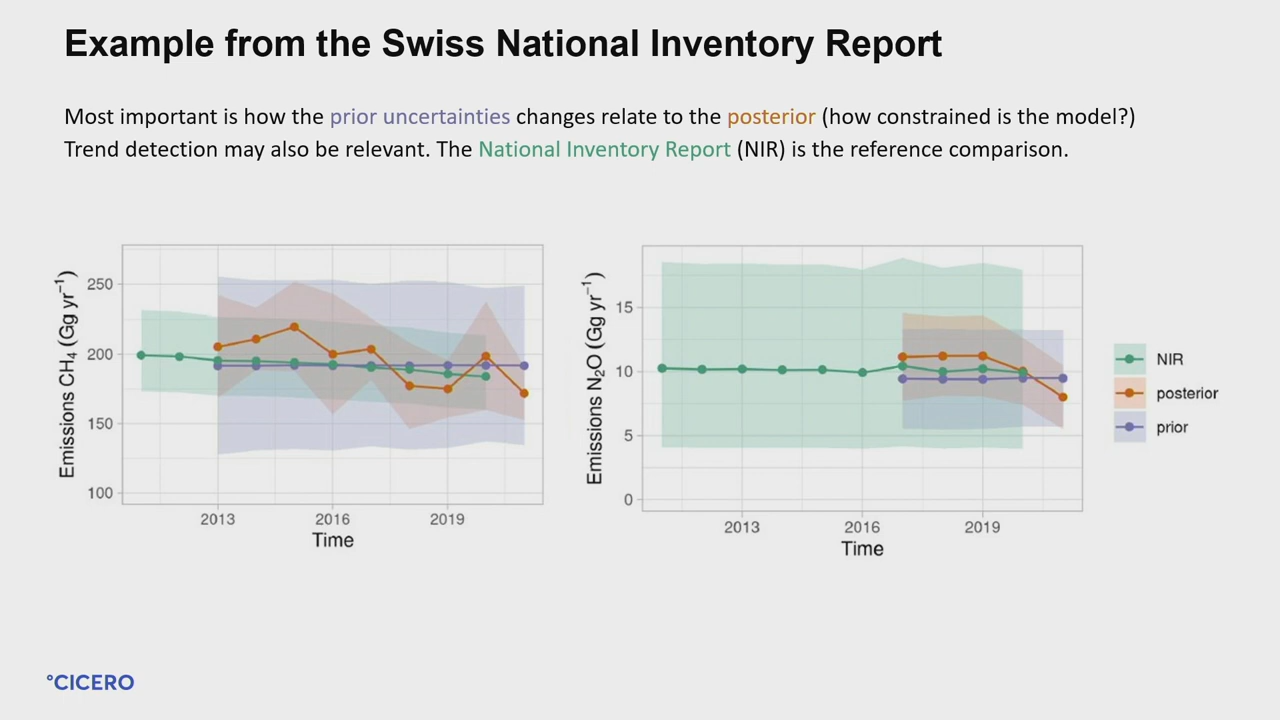 Example from the Swiss National Inventory Report
Most important is how the prior uncertainties changes relate to the posterior (how constrained is the model?)
Trend detection may also be relevant. The National Inventory Report (NIR) is the reference comparison.
Emissions CH₄ (Gg yr⁻¹)
250
200
150
100
2013
2016
2019
Time
Emissions N₂O (Gg yr⁻¹)
15
10
5
0
2013
2016
2019
Time
NIR
posterior
prior
°CICERO